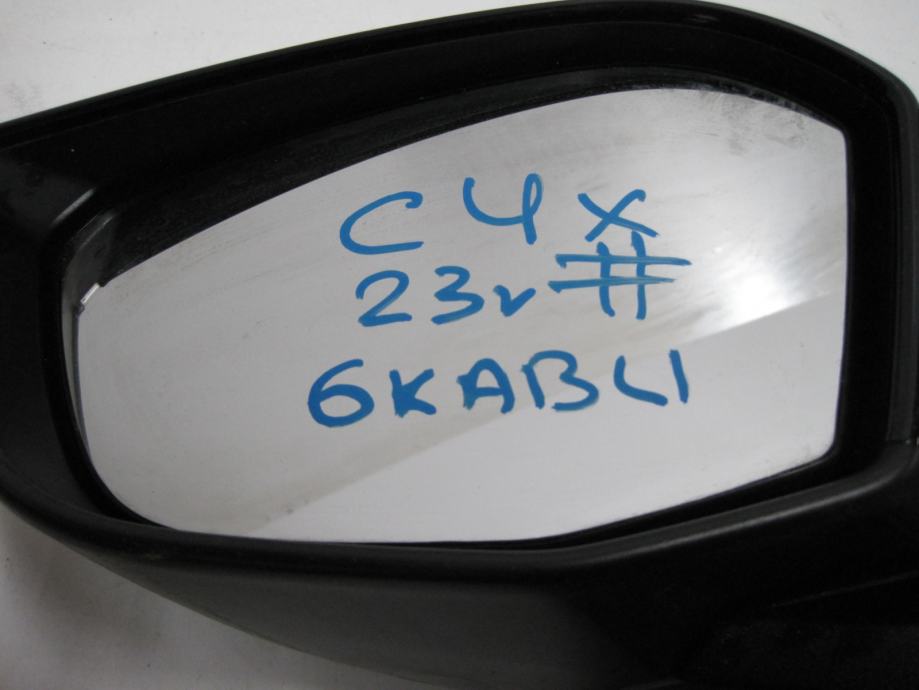 C4X
23v #
6KABLI